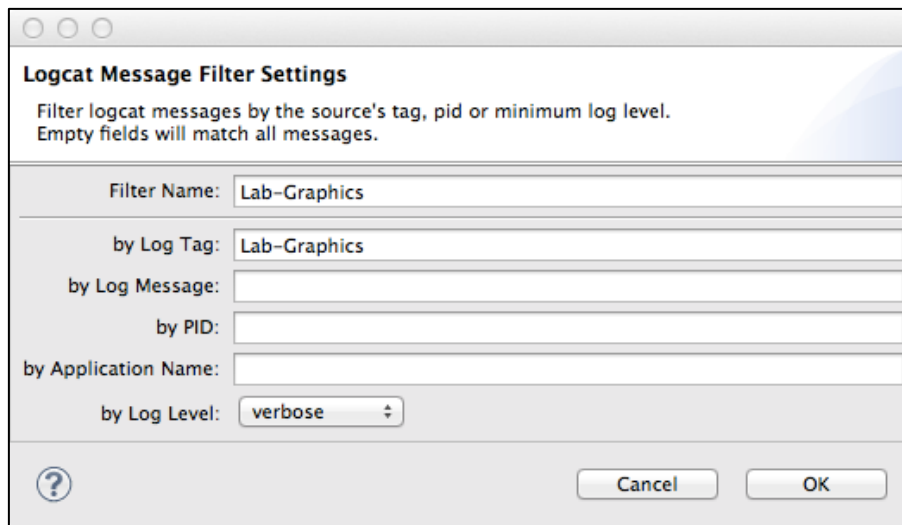 Logcat Message Filter Settings
Filter logcat messages by the source's tag, pid or minimum log level.
Empty fields will match all messages.
Filter Name: Lab-Graphics
by Log Tag: Lab-Graphics
by Log Message:
by PID:
by Application Name:
by Log Level: verbose
? Cancel OK